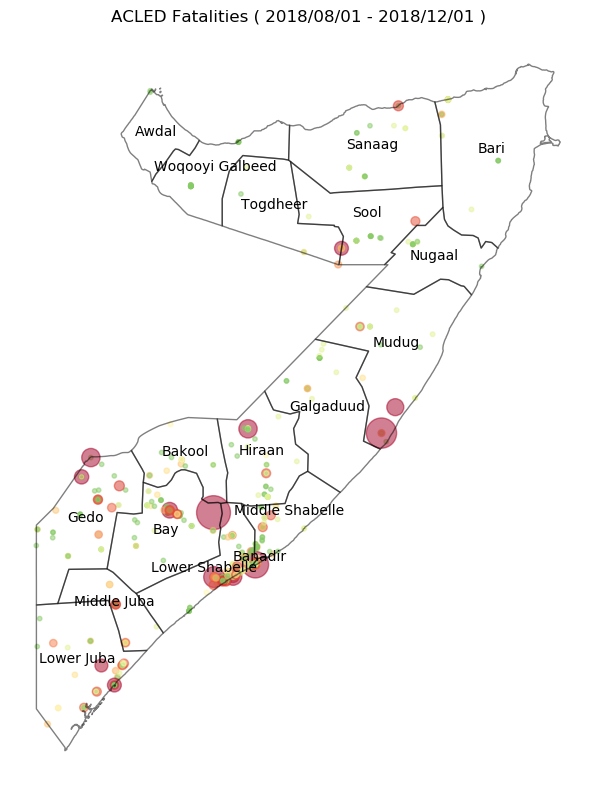 ACLED Fatalities ( 2018/08/01 - 2018/12/01 )
Awdal
Sanaag
Bari
Woqooyi Galbeed
Togdheer
Sool
Nugaal
Mudug
Galgaduud
Bakool
Hiraan
Middle Shabelle
Gedo
Bay
Banadir
Lower Shabelle
Middle Juba
Lower Juba